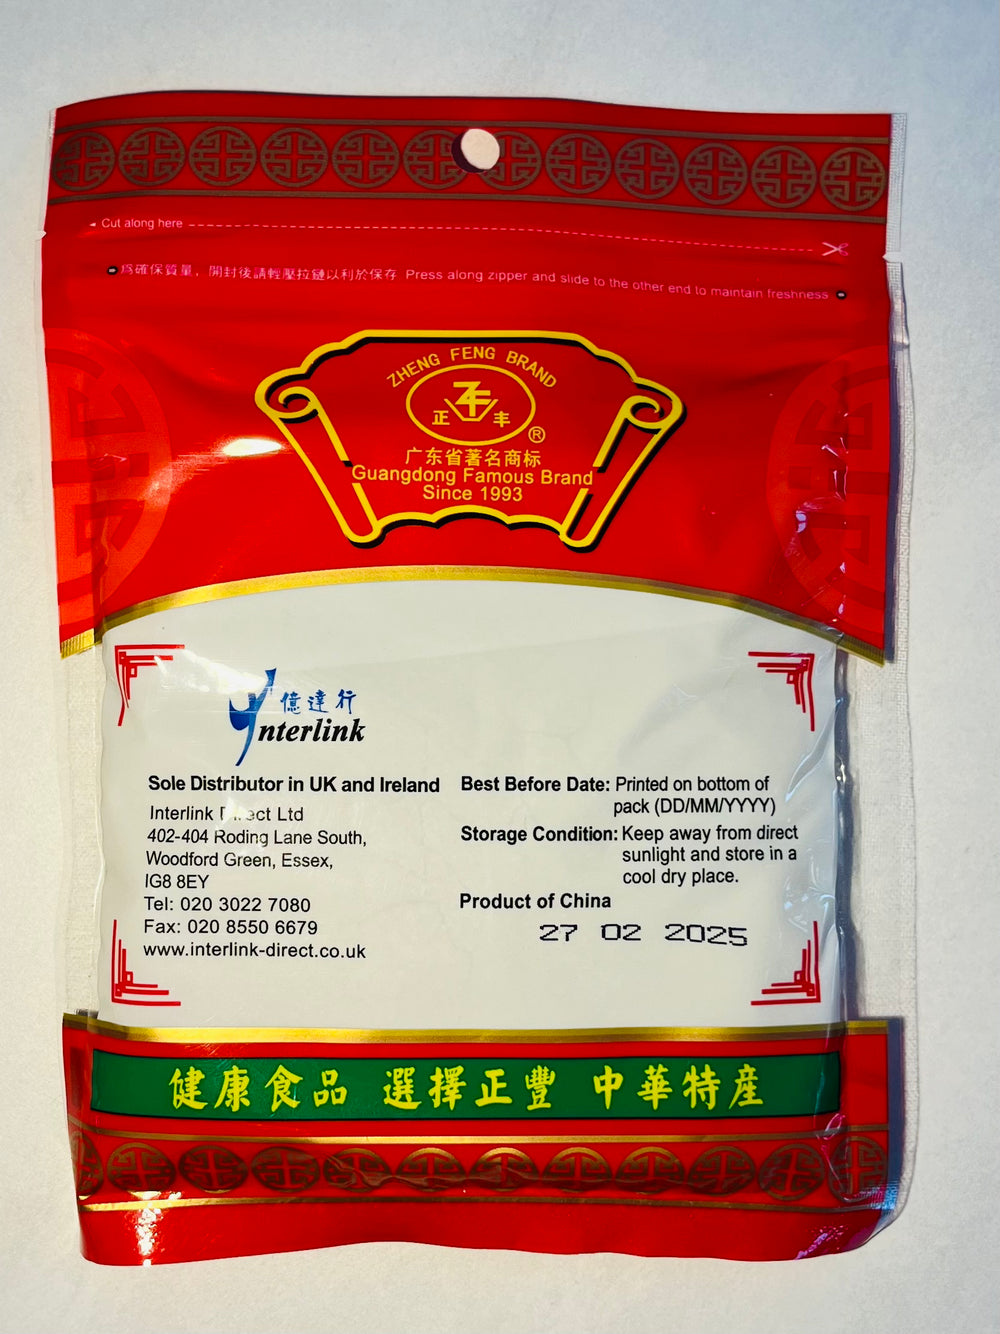 Cut along here
為確保質量，開封後請輕壓拉鏈以利於保存 Press along zipper and slide to the other end to maintain freshness
ZHENG FENG BRAND
正 丰
®
广东省著名商标
Guangdong Famous Brand
Since 1993
億達行
Interlink
Sole Distributor in UK and Ireland
Interlink Direct Ltd
402-404 Roding Lane South,
Woodford Green, Essex,
IG8 8EY
Tel: 020 3022 7080
Fax: 020 8550 6679
www.interlink-direct.co.uk
Best Before Date: Printed on bottom of
pack (DD/MM/YYYY)
Storage Condition: Keep away from direct
sunlight and store in a
cool dry place.
Product of China
27 02 2025
健康食品 選擇正豐 中華特産